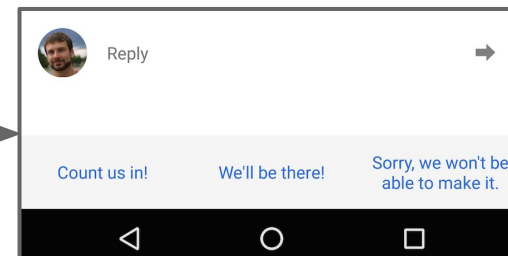 Reply
Count us in!
We'll be there!
Sorry, we won't be
able to make it.